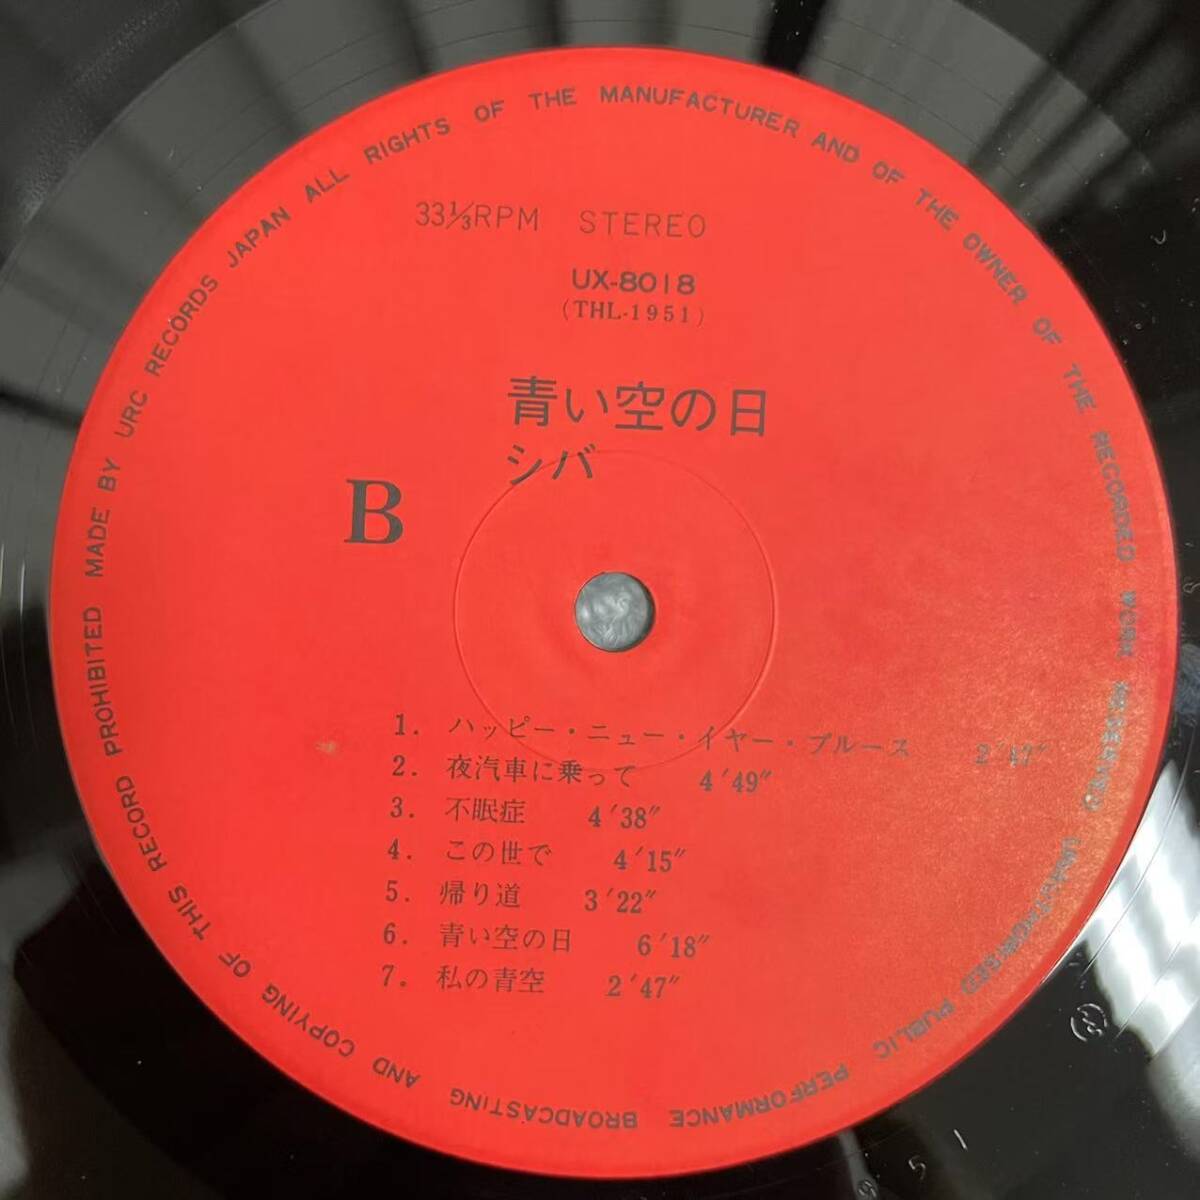 MADE BY URC RECORDS JAPAN ALL RIGHTS OF THE MANUFACTURER AND OF THE OWNER OF THE RECORDED WORK RESERVED UNAUTHORISED PUBLIC PERFORMANCE BROADCASTING AND COPYING OF THIS RECORD PROHIBITED
33⅓RPM STEREO
UX-8018
(THL-1951)
青い空の日
シバ
B
1. ハッピー・ニュー・イヤー・ブルース 2′47″
2. 夜汽車に乗って 4′49″
3. 不眠症 4′38″
4. この世で 4′15″
5. 帰り道 3′22″
6. 青い空の日 6′18″
7. 私の青空 2′47″
951